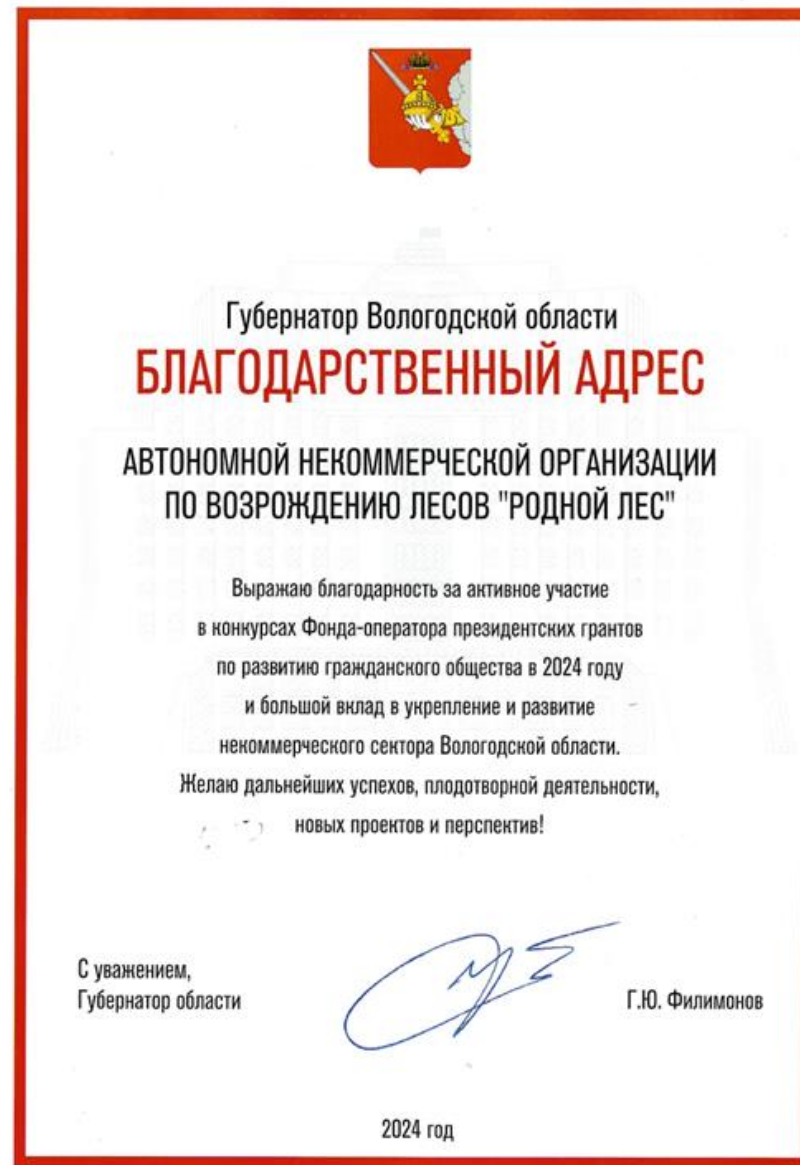 Губернатор Вологодской области
БЛАГОДАРСТВЕННЫЙ АДРЕС
АВТОНОМНОЙ НЕКОММЕРЧЕСКОЙ ОРГАНИЗАЦИИ
ПО ВОЗРОЖДЕНИЮ ЛЕСОВ "РОДНОЙ ЛЕС"
Выражаю благодарность за активное участие
в конкурсах Фонда-оператора президентских грантов
по развитию гражданского общества в 2024 году
и большой вклад в укрепление и развитие
некоммерческого сектора Вологодской области.
Желаю дальнейших успехов, плодотворной деятельности,
новых проектов и перспектив!
С уважением,
Губернатор области
Г.Ю. Филимонов
2024 год